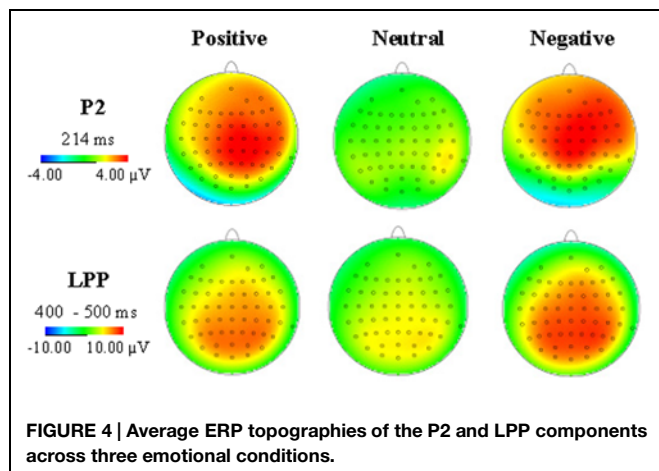 Positive Neutral Negative
P2
214 ms
-4.00 4.00 µV
LPP
400 - 500 ms
-10.00 10.00 µV
FIGURE 4 | Average ERP topographies of the P2 and LPP components
across three emotional conditions.